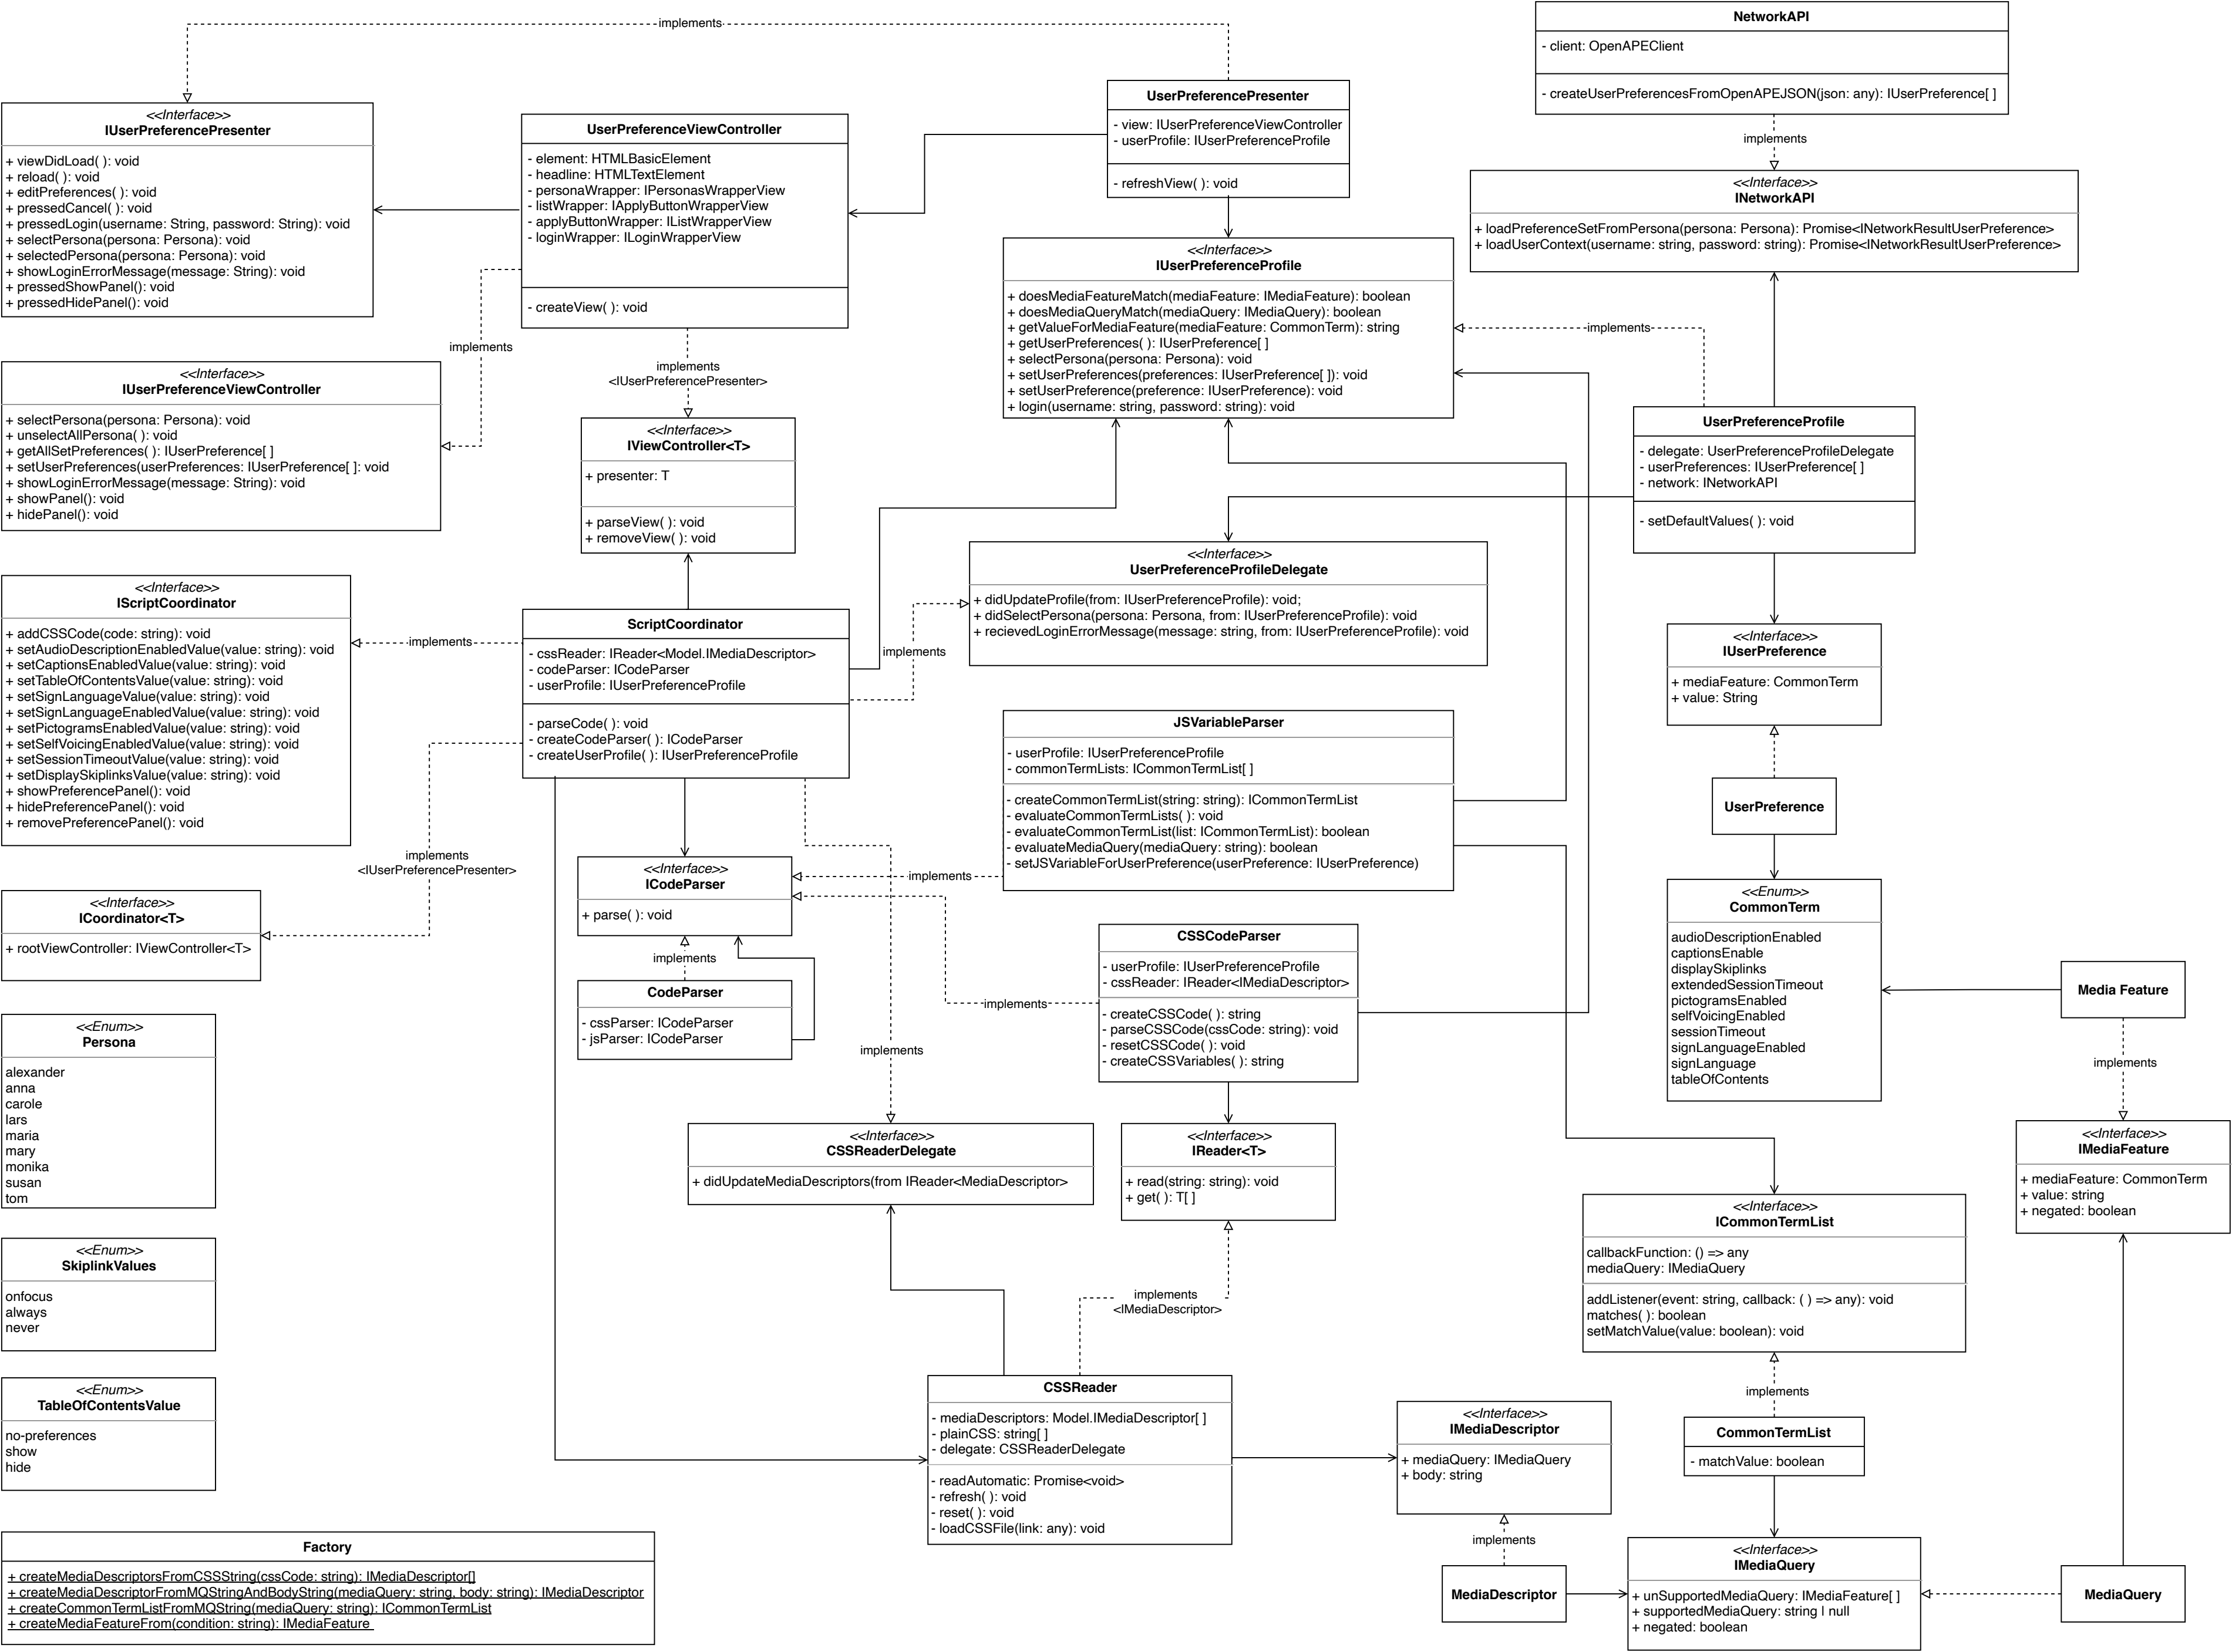 implements
NetworkAPI
- client: OpenAPEClient
- createUserPreferencesFromOpenAPEJSON(json: any): IUserPreference[ ]
implements
<<Interface>>
INetworkAPI
+ loadPreferenceSetFromPersona(persona: Persona): Promise<INetworkResultUserPreference>
+ loadUserContext(username: string, password: string): Promise<INetworkResultUserPreference>
<<Interface>>
IUserPreferencePresenter
+ viewDidLoad( ): void
+ reload( ): void
+ editPreferences( ): void
+ pressedCancel( ): void
+ pressedLogin(username: String, password: String): void
+ selectPersona(persona: Persona): void
+ selectedPersona(persona: Persona): void
+ showLoginErrorMessage(message: String): void
+ pressedShowPanel(): void
+ pressedHidePanel(): void
UserPreferenceViewController
- element: HTMLBasicElement
- headline: HTMLTextElement
- personaWrapper: IPersonasWrapperView
- listWrapper: IApplyButtonWrapperView
- applyButtonWrapper: IListWrapperView
- loginWrapper: ILoginWrapperView
- createView( ): void
UserPreferencePresenter
- view: IUserPreferenceViewController
- userProfile: IUserPreferenceProfile
- refreshView( ): void
<<Interface>>
IUserPreferenceProfile
+ doesMediaFeatureMatch(mediaFeature: IMediaFeature): boolean
+ doesMediaQueryMatch(mediaQuery: IMediaQuery): boolean
+ getValueForMediaFeature(mediaFeature: CommonTerm): string
+ getUserPreferences( ): IUserPreference[ ]
+ selectPersona(persona: Persona): void
+ setUserPreferences(preferences: IUserPreference[ ]): void
+ setUserPreference(preference: IUserPreference): void
+ login(username: string, password: string): void
implements
implements
implements
<IUserPreferencePresenter>
<<Interface>>
IUserPreferenceViewController
+ selectPersona(persona: Persona): void
+ unselectAllPersona( ): void
+ getAllSetPreferences( ): IUserPreference[ ]
+ setUserPreferences(userPreferences: IUserPreference[ ]: void
+ showLoginErrorMessage(message: String): void
+ showPanel(): void
+ hidePanel(): void
<<Interface>>
IViewController<T>
+ presenter: T
+ parseView( ): void
+ removeView( ): void
UserPreferenceProfile
- delegate: UserPreferenceProfileDelegate
- userPreferences: IUserPreference[ ]
- network: INetworkAPI
- setDefaultValues( ): void
<<Interface>>
UserPreferenceProfileDelegate
+ didUpdateProfile(from: IUserPreferenceProfile): void;
+ didSelectPersona(persona: Persona, from: IUserPreferenceProfile): void
+ recievedLoginErrorMessage(message: string, from: IUserPreferenceProfile): void
<<Interface>>
IScriptCoordinator
+ addCSSCode(code: string): void
+ setAudioDescriptionEnabledValue(value: string): void
+ setCaptionsEnabledValue(value: string): void
+ setTableOfContentsValue(value: string): void
+ setSignLanguageValue(value: string): void
+ setSignLanguageEnabledValue(value: string): void
+ setPictogramsEnabledValue(value: string): void
+ setSelfVoicingEnabledValue(value: string): void
+ setSessionTimeoutValue(value: string): void
+ setDisplaySkiplinksValue(value: string): void
+ showPreferencePanel(): void
+ hidePreferencePanel(): void
+ removePreferencePanel(): void
implements
ScriptCoordinator
- cssReader: IReader<Model.IMediaDescriptor>
- codeParser: ICodeParser
- userProfile: IUserPreferenceProfile
- parseCode( ): void
- createCodeParser( ): ICodeParser
- createUserProfile( ): IUserPreferenceProfile
implements
<<Interface>>
IUserPreference
+ mediaFeature: CommonTerm
+ value: String
JSVariableParser
- userProfile: IUserPreferenceProfile
- commonTermLists: ICommonTermList[ ]
- createCommonTermList(string: string): ICommonTermList
- evaluateCommonTermLists( ): void
- evaluateCommonTermList(list: ICommonTermList): boolean
- evaluateMediaQuery(mediaQuery: string): boolean
- setJSVariableForUserPreference(userPreference: IUserPreference)
UserPreference
implements
<IUserPreferencePresenter>
<<Interface>>
ICodeParser
+ parse( ): void
implements
<<Interface>>
ICoordinator<T>
+ rootViewController: IViewController<T>
implements
CodeParser
- cssParser: ICodeParser
- jsParser: ICodeParser
implements
CSSCodeParser
- userProfile: IUserPreferenceProfile
- cssReader: IReader<IMediaDescriptor>
- createCSSCode( ): string
- parseCSSCode(cssCode: string): void
- resetCSSCode( ): void
- createCSSVariables( ): string
<<Enum>>
CommonTerm
audioDescriptionEnabled
captionsEnable
displaySkiplinks
extendedSessionTimeout
pictogramsEnabled
selfVoicingEnabled
sessionTimeout
signLanguageEnabled
signLanguage
tableOfContents
Media Feature
implements
<<Interface>>
IMediaFeature
+ mediaFeature: CommonTerm
+ value: string
+ negated: boolean
<<Enum>>
Persona
alexander
anna
carole
lars
maria
mary
monika
susan
tom
implements
<<Interface>>
CSSReaderDelegate
+ didUpdateMediaDescriptors(from IReader<MediaDescriptor>
<<Interface>>
IReader<T>
+ read(string: string): void
+ get( ): T[ ]
<<Interface>>
ICommonTermList
callbackFunction: () => any
mediaQuery: IMediaQuery
addListener(event: string, callback: ( ) => any): void
matches( ): boolean
setMatchValue(value: boolean): void
<<Enum>>
SkiplinkValues
onfocus
always
never
implements
<IMediaDescriptor>
<<Enum>>
TableOfContentsValue
no-preferences
show
hide
CSSReader
- mediaDescriptors: Model.IMediaDescriptor[ ]
- plainCSS: string[ ]
- delegate: CSSReaderDelegate
- readAutomatic: Promise<void>
- refresh( ): void
- reset( ): void
- loadCSSFile(link: any): void
<<Interface>>
IMediaDescriptor
+ mediaQuery: IMediaQuery
+ body: string
implements
CommonTermList
- matchValue: boolean
implements
MediaDescriptor
<<Interface>>
IMediaQuery
+ unSupportedMediaQuery: IMediaFeature[ ]
+ supportedMediaQuery: string | null
+ negated: boolean
MediaQuery
Factory
+ createMediaDescriptorsFromCSSString(cssCode: string): IMediaDescriptor[]
+ createMediaDescriptorFromMQStringAndBodyString(mediaQuery: string, body: string): IMediaDescriptor
+ createCommonTermListFromMQString(mediaQuery: string): ICommonTermList
+ createMediaFeatureFrom(condition: string): IMediaFeature